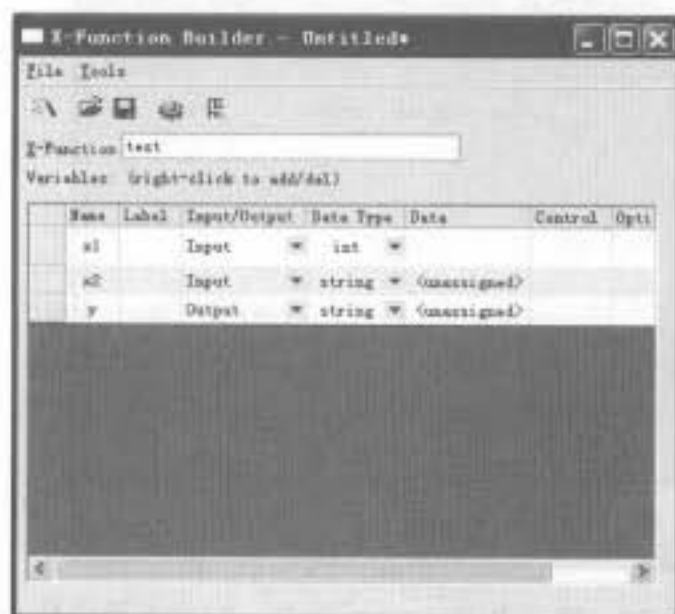 X-Function Builder - Untitled*
File Tools
X-Function test
Variables (right-click to add/del)
Name Label Input/Output Data Type Data Control Opti
x1 Input int
x2 Input string <unassigned>
y Output string <unassigned>